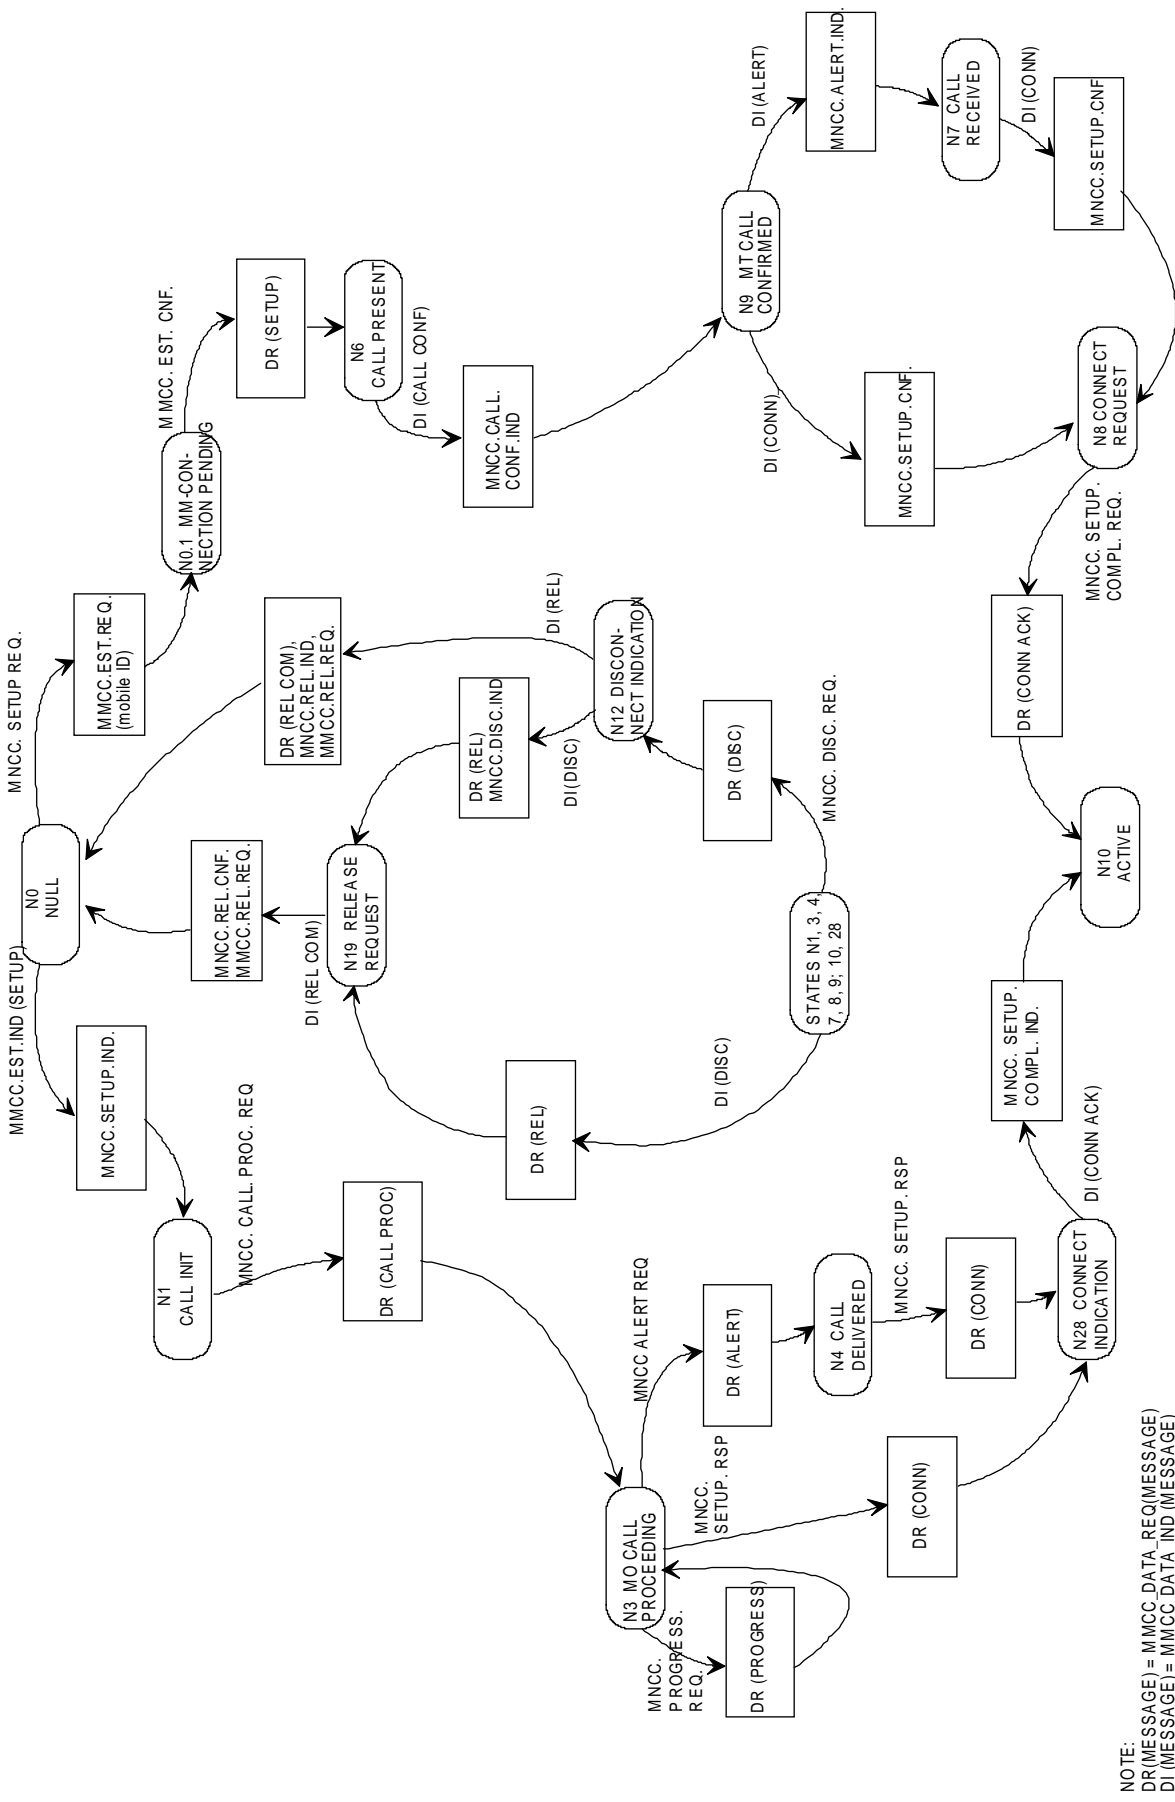 MMCC.EST.IND (SETUP)
N0
NULL
MNCC. SETUP REQ.
MNCC.SETUP.IND.
MMCC.EST.REQ.
(mobile ID)
N1
CALL INIT
MNCC. CALL. PROC. REQ
N0.1 MM-CON-
NECTION PENDING
M MCC. EST. CNF.
DR (CALL PROC)
MNCC.REL.CNF.
MMCC.REL.REQ.
DR (REL COM),
MNCC.REL.IND,
MMCC.REL.REQ.
DR (SETUP)
DI (REL COM)
N19 RELEASE
REQUEST
N6
CALL PRESENT
DI (CALL CONF)
DR (REL)
DR (REL)
MNCC.DISC.IND
DI (REL)
MNCC.CALL.
CONF.IND
DI(DISC)
N12 DISCON-
NECT INDICATION
DI (DISC)
DR (DISC)
STATES N1, 3, 4,
7, 8, 9; 10, 28
MNCC. DISC. REQ.
N3 MO CALL
PROCEEDING
MNCC ALERT REQ
MNCC.
SETUP. RSP
MNCC.
PROGRESS.
REQ.
DR (PROGRESS)
DR (ALERT)
N4 CALL
DELIVERED
MNCC. SETUP. RSP
DR (CONN)
DR (CONN)
N28 CONNECT
INDICATION
DI (CONN ACK)
MNCC. SETUP.
COMPL. IND.
N10
ACTIVE
DR (CONN ACK)
MNCC. SETUP.
COMPL. REQ.
N9 MT CALL
CONFIRMED
DI (ALERT)
MNCC.ALERT.IND.
DI (CONN)
MNCC.SETUP.CNF.
N7 CALL
RECEIVED
DI (CONN)
MNCC.SETUP.CNF
N8 CONNECT
REQUEST
NOTE:
DR(MESSAGE) = MMCC_DATA_REQ(MESSAGE)
DI (MESSAGE) = MMCC_DATA_IND (MESSAGE)